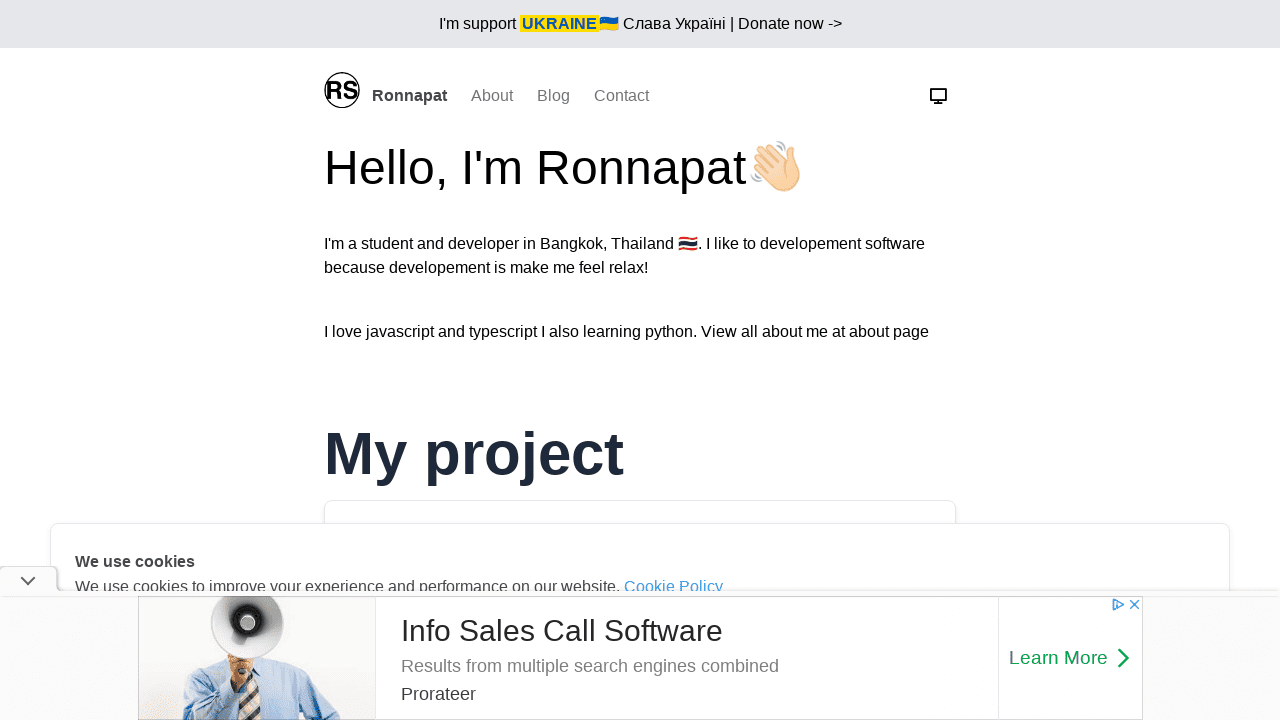 I'm support UKRAINE🇺🇦 Слава Україні | Donate now ->
RS Ronnapat About Blog Contact
Hello, I'm Ronnapat👋🏻
I'm a student and developer in Bangkok, Thailand 🇹🇭. I like to developement software
because developement is make me feel relax!
I love javascript and typescript I also learning python. View all about me at about page
My project
We use cookies
We use cookies to improve your experience and performance on our website. Cookie Policy
Info Sales Call Software
Results from multiple search engines combined
Prorateer
Learn More